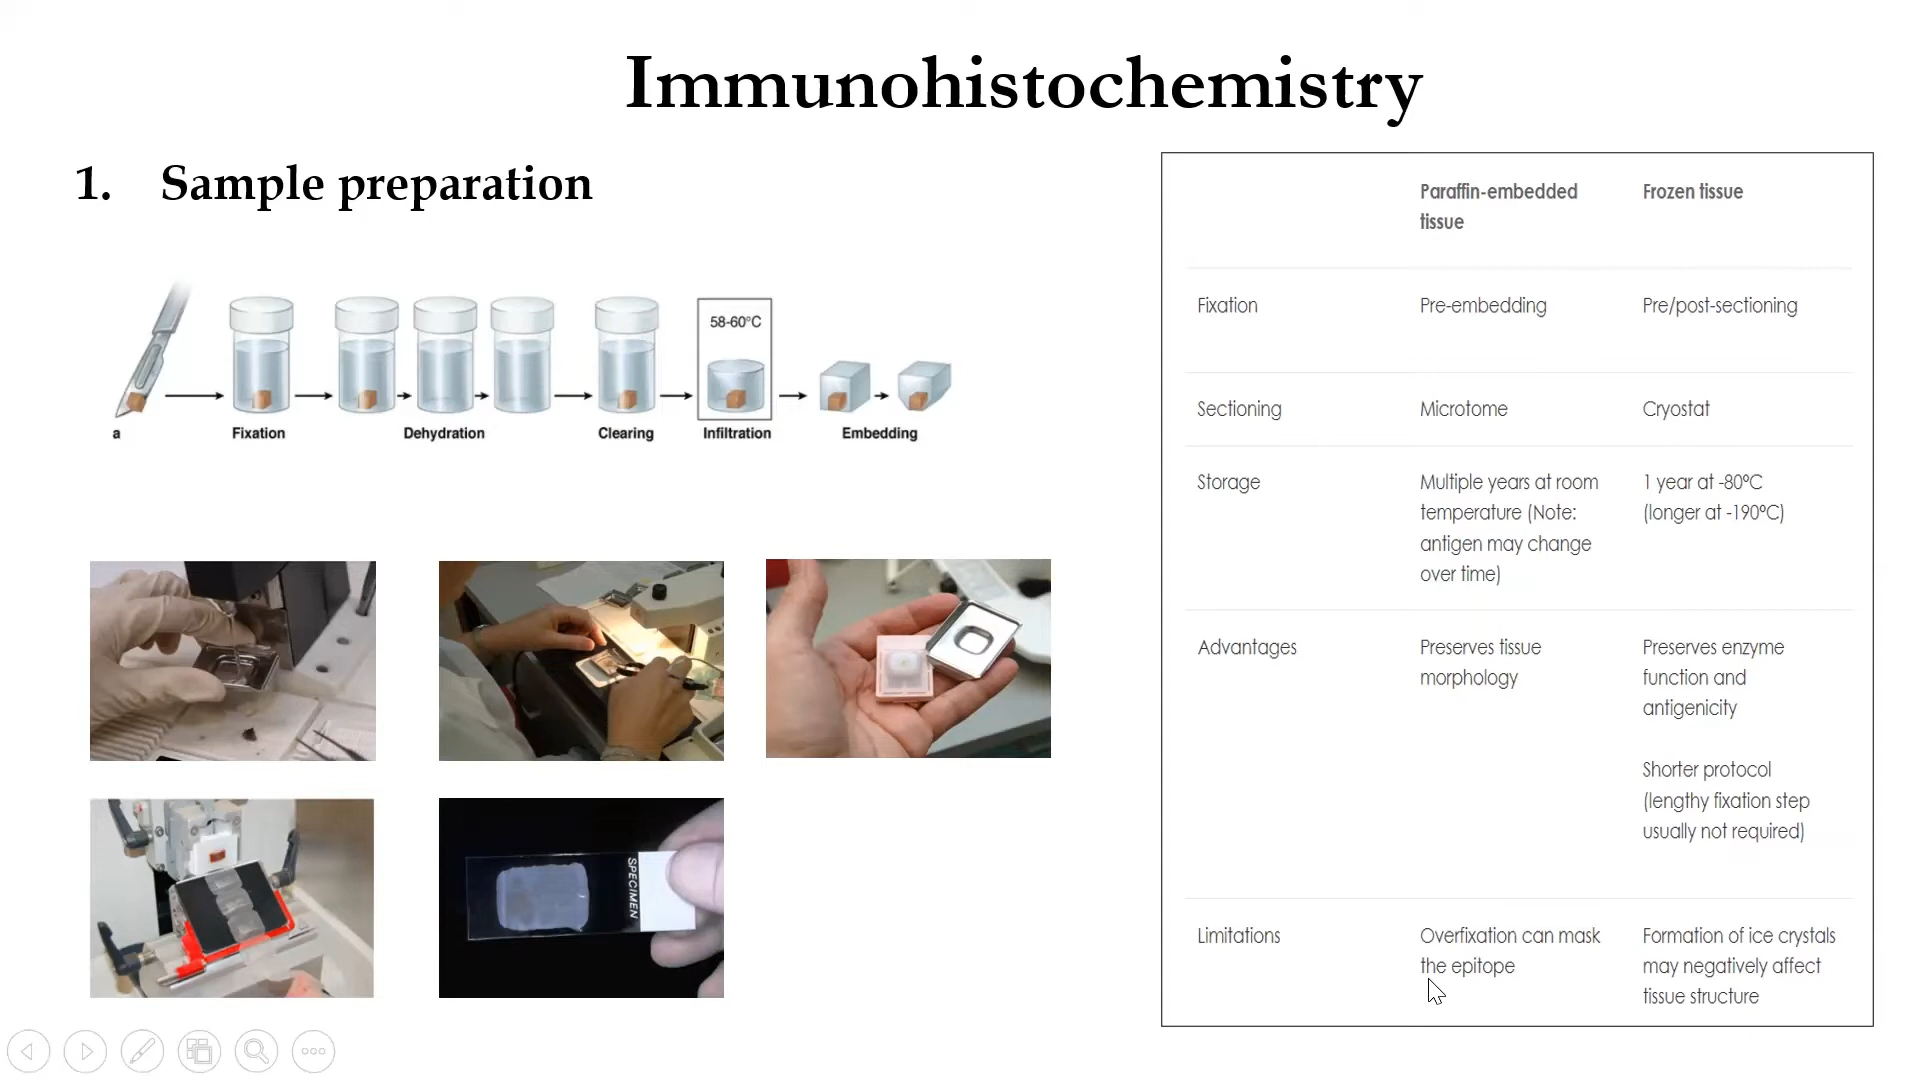 Immunohistochemistry
1. Sample preparation
58-60°C
a
Fixation
Dehydration
Clearing
Infiltration
Embedding
SPECIMEN
Paraffin-embedded
tissue
Frozen tissue
Fixation
Pre-embedding
Pre/post-sectioning
Sectioning
Microtome
Cryostat
Storage
Multiple years at room
temperature (Note:
antigen may change
over time)
1 year at -80ºC
(longer at -190ºC)
Advantages
Preserves tissue
morphology
Preserves enzyme
function and
antigenicity
Shorter protocol
(lengthy fixation step
usually not required)
Limitations
Overfixation can mask
the epitope
Formation of ice crystals
may negatively affect
tissue structure